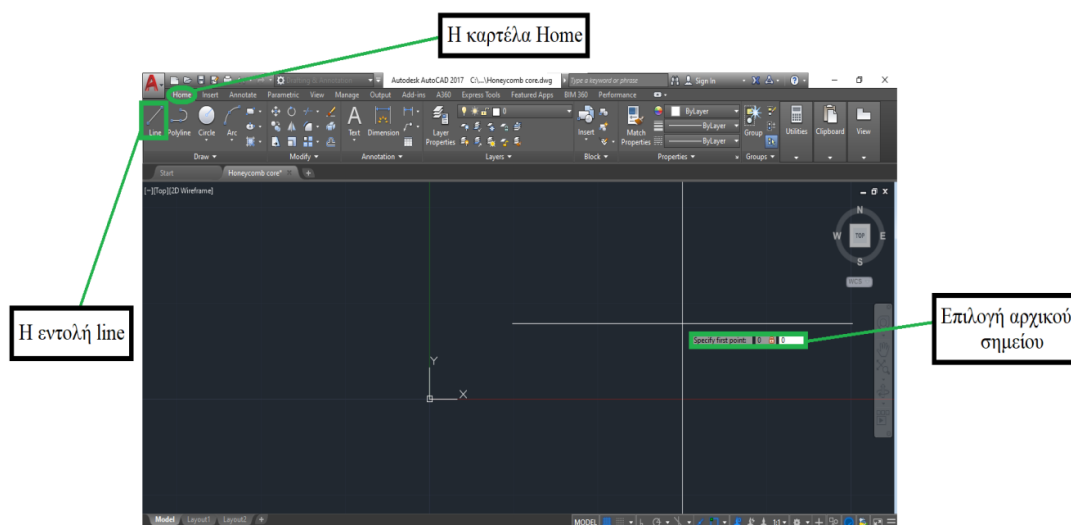 Η καρτέλα Home
Autodesk AutoCAD 2017 C:\...\Honeycomb core.dwg Type a keyword or phrase Sign In
Home Insert Annotate Parametric View Manage Output Add-ins A360 Express Tools Featured Apps BIM 360 Performance
0 ByLayer
ByLayer
ByLayer
Line Polyline Circle Arc Text Dimension Layer Properties Insert Match Properties Group Utilities Clipboard View
Draw Modify Annotation Layers Block Properties Groups
Start Honeycomb core*
[−][Top][2D Wireframe]
N
W TOP E
S
WCS
Η εντολή line
Specify first point: 0 0
Επιλογή αρχικού
σημείου
Y
X
Model Layout1 Layout2 +
MODEL 1:1